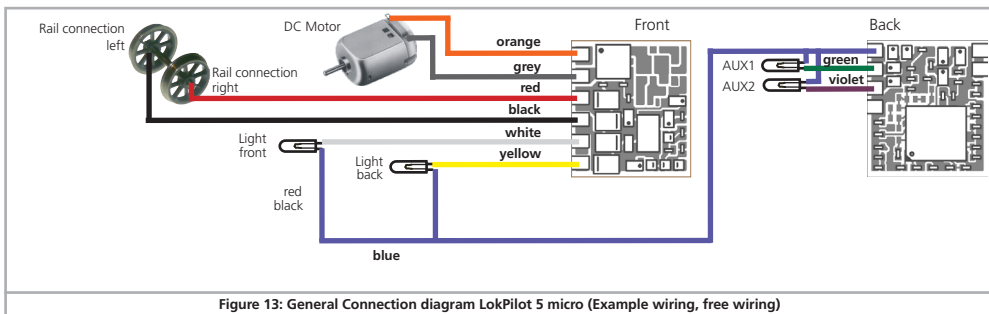 Rail connection
left
DC Motor
orange
Front
Back
grey
AUX1
green
Rail connection
right
red
AUX2
violet
black
Light
front
white
Light
back
yellow
red
black
blue
Figure 13: General Connection diagram LokPilot 5 micro (Example wiring, free wiring)